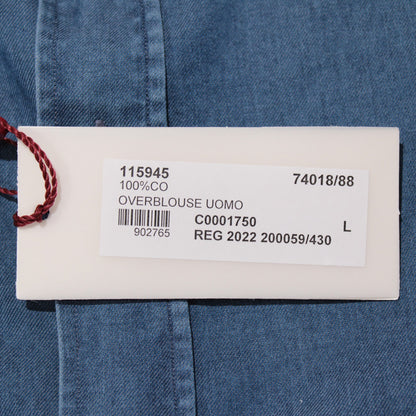 115945 74018/88
100%CO
OVERBLOUSE UOMO
C0001750 L
902765
REG 2022 200059/430